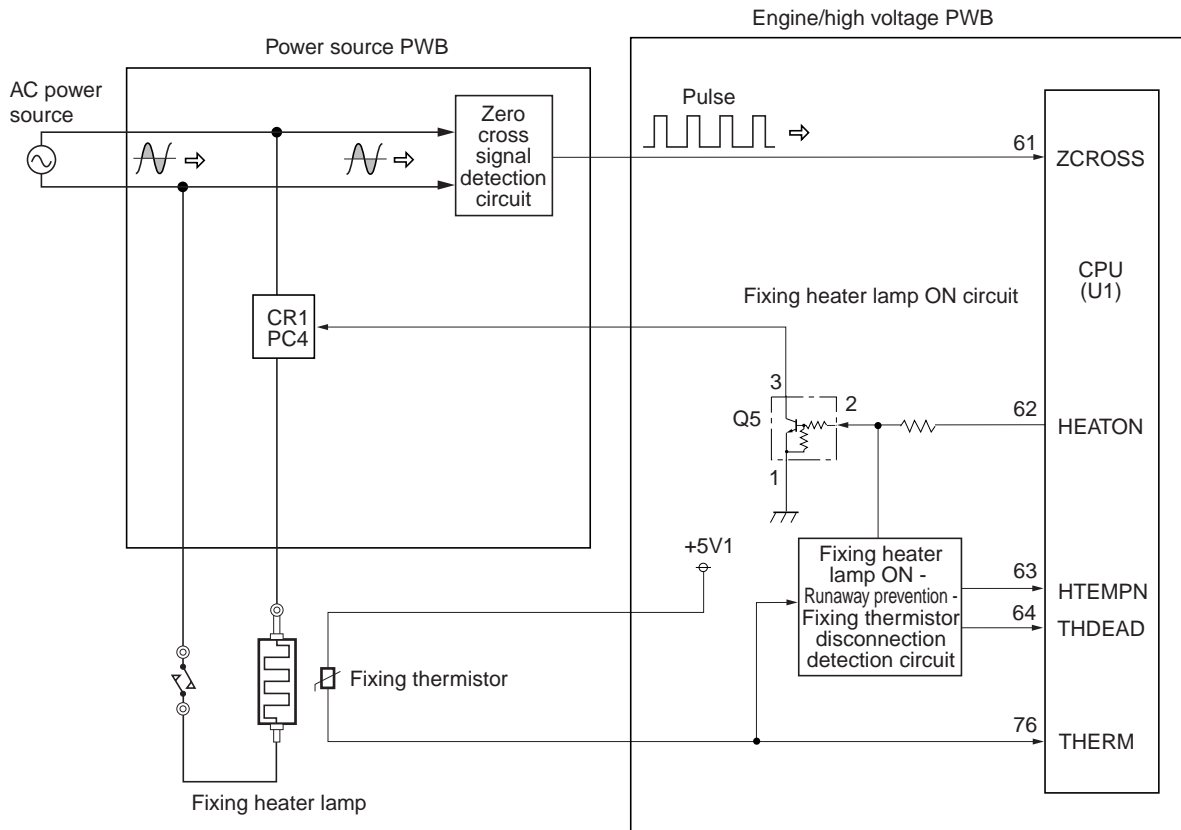 Engine/high voltage PWB
Power source PWB
AC power
source
Zero
cross
signal
detection
circuit
Pulse
61
ZCROSS
CPU
(U1)
Fixing heater lamp ON circuit
CR1
PC4
3
2
Q5
1
62
HEATON
+5V1
Fixing heater
lamp ON -
Runaway prevention -
Fixing thermistor
disconnection
detection circuit
63
HTEMPN
64
THDEAD
Fixing thermistor
76
THERM
Fixing heater lamp